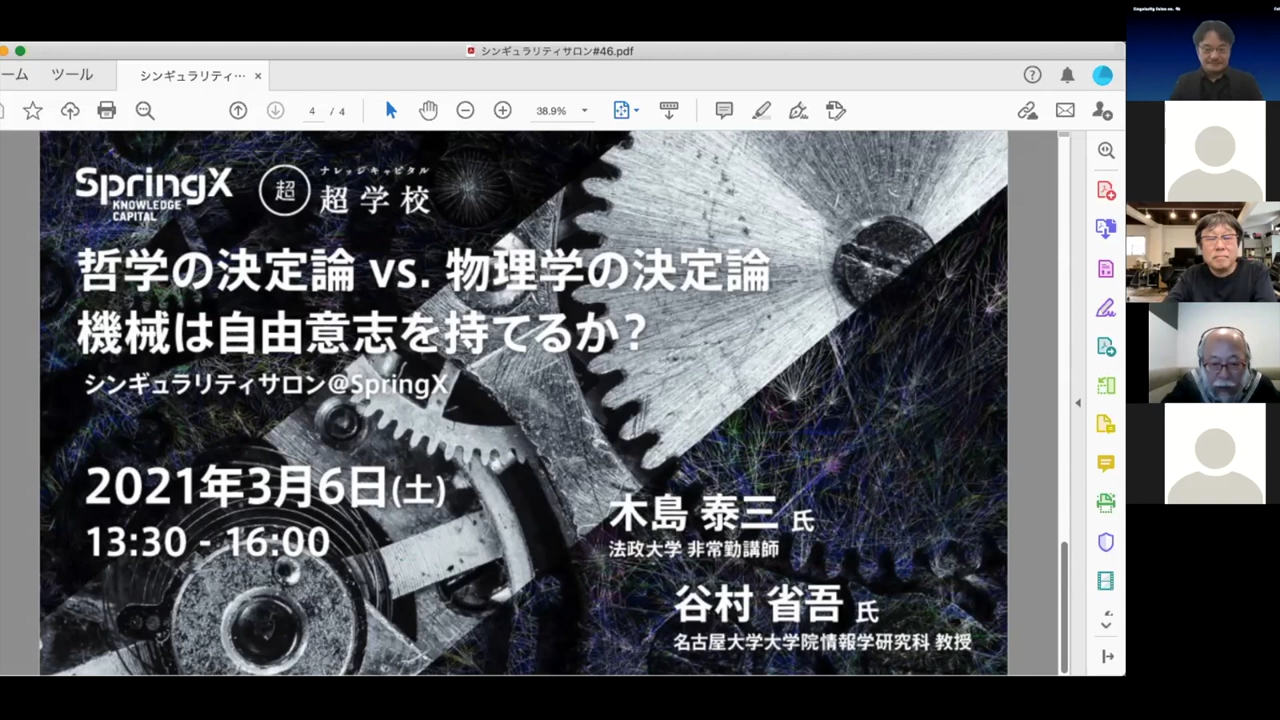 シンギュラリティサロン#46.pdf
ーム
ツール
シンギュラリティ… ×
4 / 4
38.9%
SpringX
KNOWLEDGE
CAPITAL
超
ナレッジキャピタル
超学校
哲学の決定論 vs. 物理学の決定論
機械は自由意志を持てるか?
シンギュラリティサロン@SpringX
2021年3月6日(土)
13:30 - 16:00
木島 泰三 氏
法政大学 非常勤講師
谷村 省吾 氏
名古屋大学大学院情報学研究科 教授